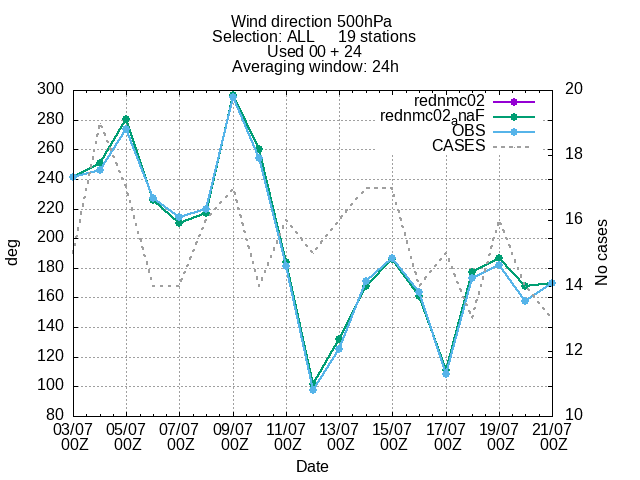 Wind direction 500hPa
Selection: ALL 19 stations
Used 00 + 24
Averaging window: 24h
300
280
260
240
220
200
180
160
140
120
100
80
deg
20
18
16
14
12
10
No cases
rednmc02
rednmc02anaF
OBS
CASES
03/07 05/07 07/07 09/07 11/07 13/07 15/07 17/07 19/07 21/07
00Z 00Z 00Z 00Z 00Z 00Z 00Z 00Z 00Z 00Z
Date